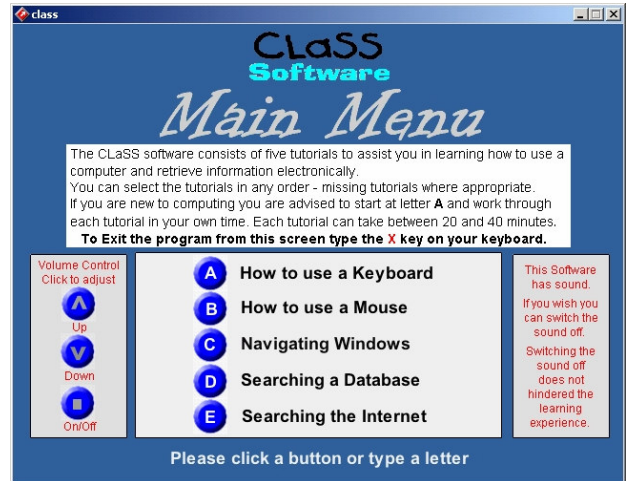 class
CLaSS
Software
Main Menu
The CLaSS software consists of five tutorials to assist you in learning how to use a
computer and retrieve information electronically.
You can select the tutorials in any order - missing tutorials where appropriate.
If you are new to computing you are advised to start at letter A and work through
each tutorial in your own time. Each tutorial can take between 20 and 40 minutes.
To Exit the program from this screen type the X key on your keyboard.
Volume Control
Click to adjust
Up
Down
On/Off
A How to use a Keyboard
B How to use a Mouse
C Navigating Windows
D Searching a Database
E Searching the Internet
This Software
has sound.
If you wish you
can switch the
sound off.
Switching the
sound off
does not
hindered the
learning
experience.
Please click a button or type a letter